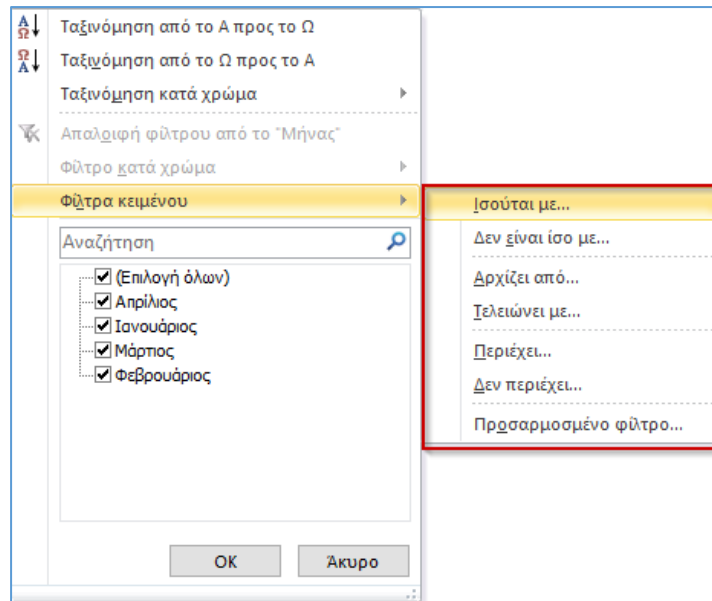 Ταξινόμηση από το Α προς το Ω
Ταξινόμηση από το Ω προς το Α
Ταξινόμηση κατά χρώμα
Απαλοιφή φίλτρου από το "Μήνας"
Φίλτρο κατά χρώμα
Φίλτρα κειμένου
Αναζήτηση
(Επιλογή όλων)
Απρίλιος
Ιανουάριος
Μάρτιος
Φεβρουάριος
OK
Άκυρο
Ισούται με...
Δεν είναι ίσο με...
Αρχίζει από...
Τελειώνει με...
Περιέχει...
Δεν περιέχει...
Προσαρμοσμένο φίλτρο...